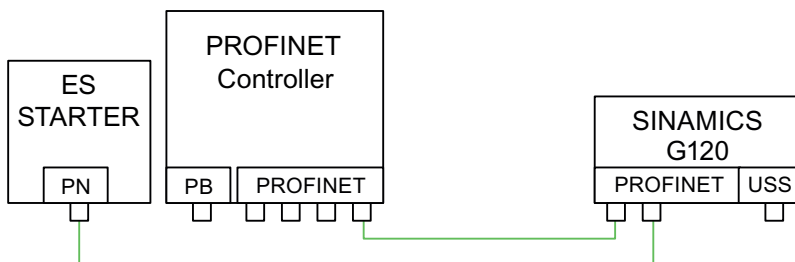 ES
STARTER
PN
PROFINET
Controller
PB
PROFINET
SINAMICS
G120
PROFINET
USS